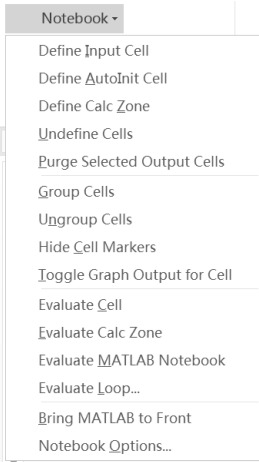 Notebook
Define Input Cell
Define AutoInit Cell
Define Calc Zone
Undefine Cells
Purge Selected Output Cells
Group Cells
Ungroup Cells
Hide Cell Markers
Toggle Graph Output for Cell
Evaluate Cell
Evaluate Calc Zone
Evaluate MATLAB Notebook
Evaluate Loop...
Bring MATLAB to Front
Notebook Options...